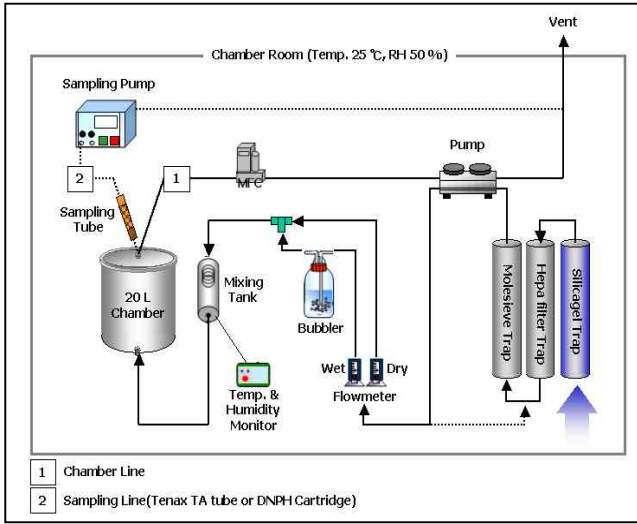 Vent
Chamber Room (Temp. 25 ℃, RH 50 %)
Sampling Pump
Pump
2
1
MFC
Sampling
Tube
20 L
Chamber
Mixing
Tank
Bubbler
Molesieve Trap
Hepa filter Trap
Silicagel Trap
Wet
Dry
Flowmeter
Temp. &
Humidity
Monitor
1 Chamber Line
2 Sampling Line(Tenax TA tube or DNPH Cartridge)